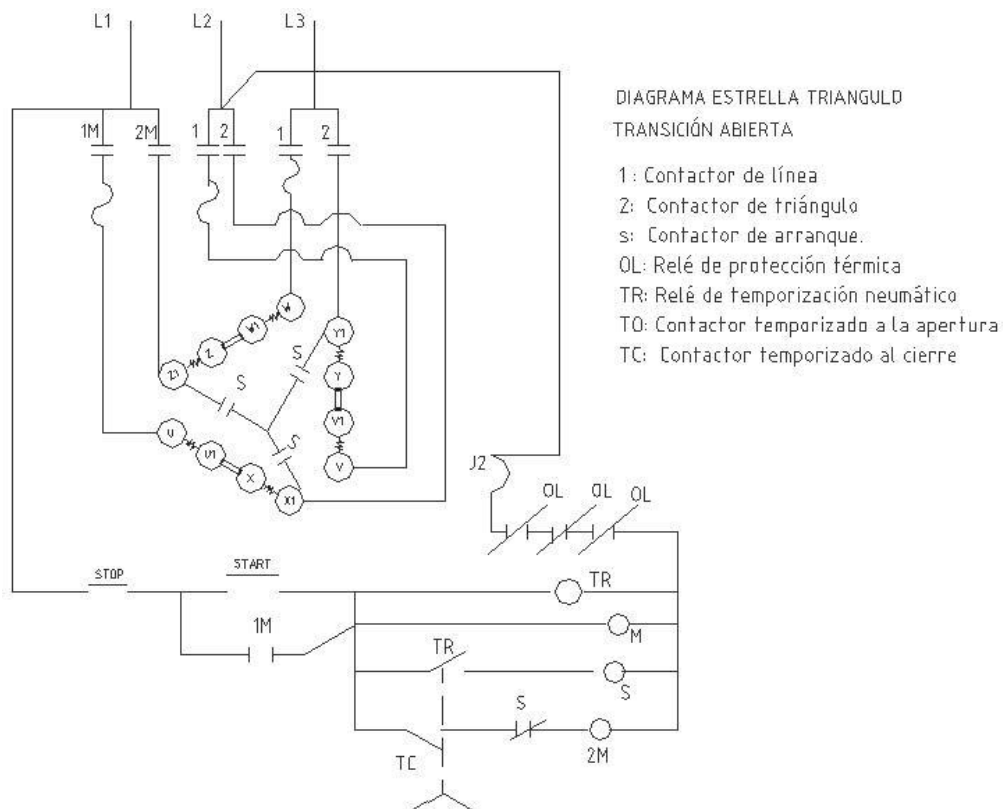 L1 L2 L3
1M 2M 1 2 1 2
DIAGRAMA ESTRELLA TRIANGULO
TRANSICIÓN ABIERTA
1: Contactor de línea
2: Contactor de triángulo
s: Contactor de arranque.
OL: Relé de protección térmica
TR: Relé de temporización neumático
TO: Contactor temporizado a la apertura
TC: Contactor temporizado al cierre
W
W1
Z
Z1
S
S
S
Y1
Y
V1
V
U
U1
X
X1
J2
OL OL OL
STOP START TR
1M M
TR S
S
TC 2M